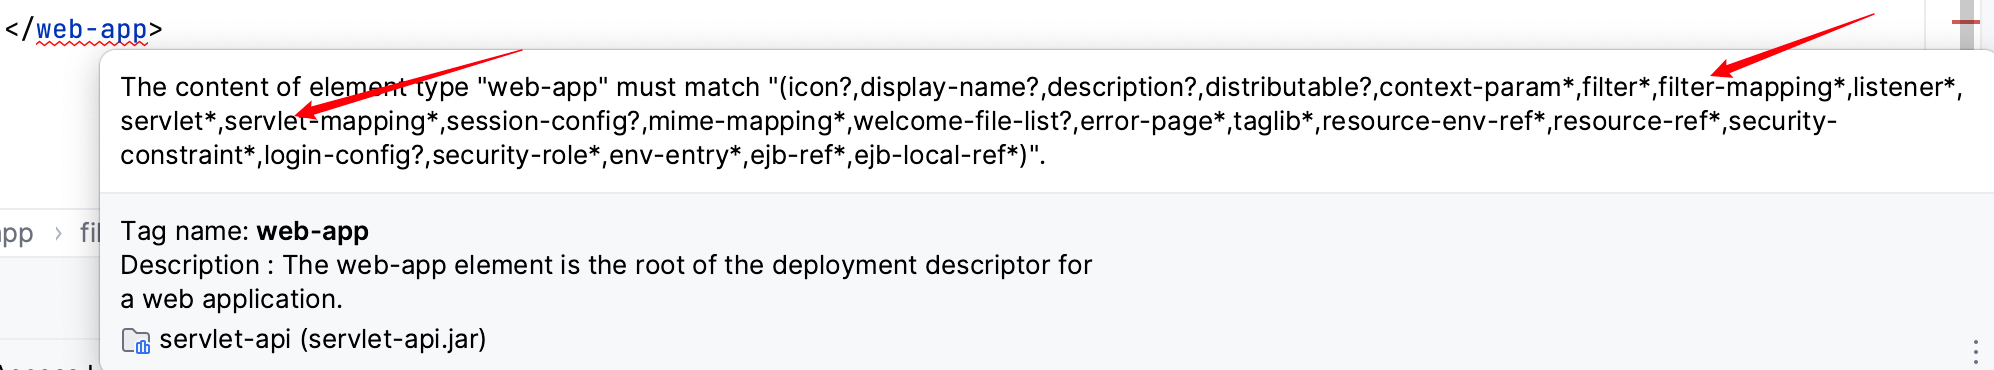 </web-app>
The content of element type "web-app" must match "(icon?,display-name?,description?,distributable?,context-param*,filter*,filter-mapping*,listener*,
servlet*,servlet-mapping*,session-config?,mime-mapping*,welcome-file-list?,error-page*,taglib*,resource-env-ref*,resource-ref*,security-
constraint*,login-config?,security-role*,env-entry*,ejb-ref*,ejb-local-ref*)".
Tag name: web-app
Description : The web-app element is the root of the deployment descriptor for
a web application.
servlet-api (servlet-api.jar)